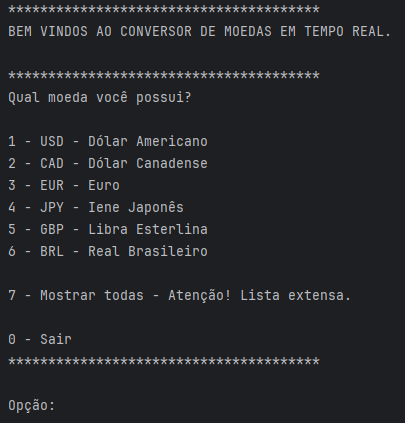 ***************************************
BEM VINDOS AO CONVERSOR DE MOEDAS EM TEMPO REAL.
***************************************
Qual moeda você possui?
1 - USD - Dólar Americano
2 - CAD - Dólar Canadense
3 - EUR - Euro
4 - JPY - Iene Japonês
5 - GBP - Libra Esterlina
6 - BRL - Real Brasileiro
7 - Mostrar todas - Atenção! Lista extensa.
0 - Sair
***************************************
Opção: